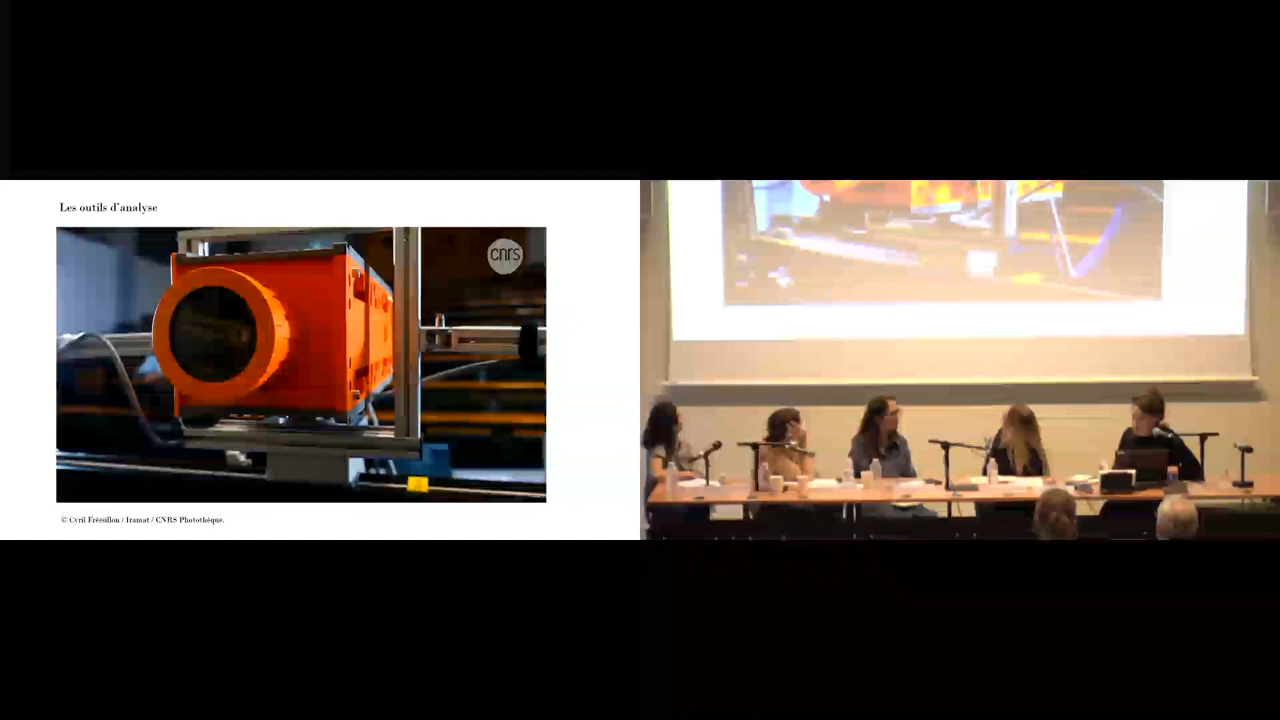 Les outils d'analyse
cnrs
© Cyril Frésillon / Iramat / CNRS Photothèque.